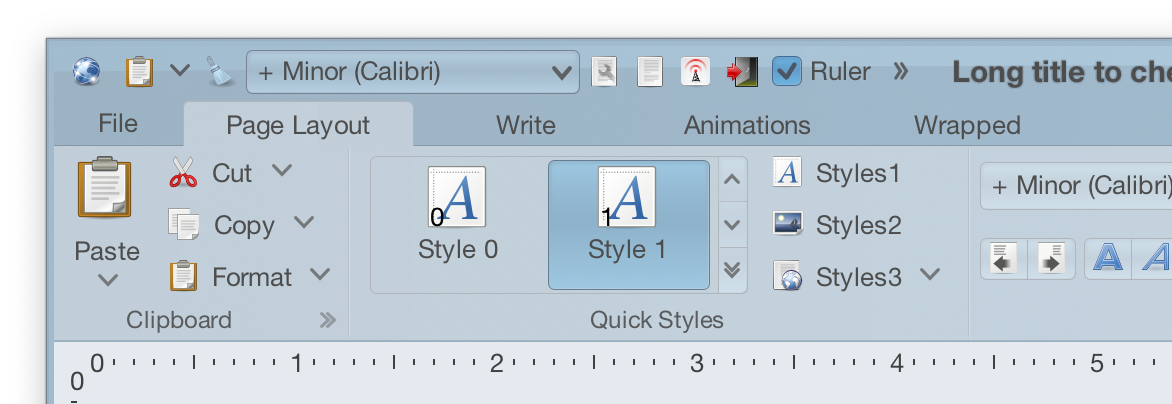 + Minor (Calibri) Ruler » Long title to che
File Page Layout Write Animations Wrapped
Cut Styles1
+ Minor (Calibri)
0 1
Copy Styles2
Paste Style 0 Style 1
A A
Format Styles3
Clipboard » Quick Styles
0 1 2 3 4 5
0